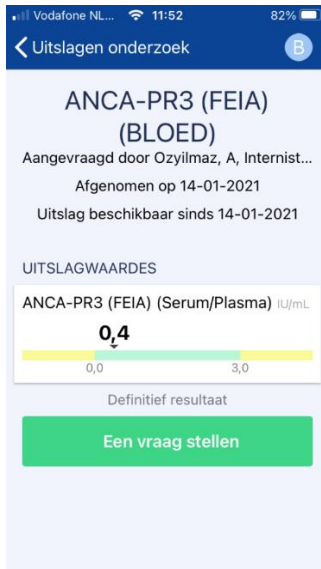 Vodafone NL... 11:52 82%
Uitslagen onderzoek B
ANCA-PR3 (FEIA)
(BLOED)
Aangevraagd door Ozyilmaz, A, Internist...
Afgenomen op 14-01-2021
Uitslag beschikbaar sinds 14-01-2021
UITSLAGWAARDES
ANCA-PR3 (FEIA) (Serum/Plasma) IU/mL
0,4
0,0 3,0
Definitief resultaat
Een vraag stellen